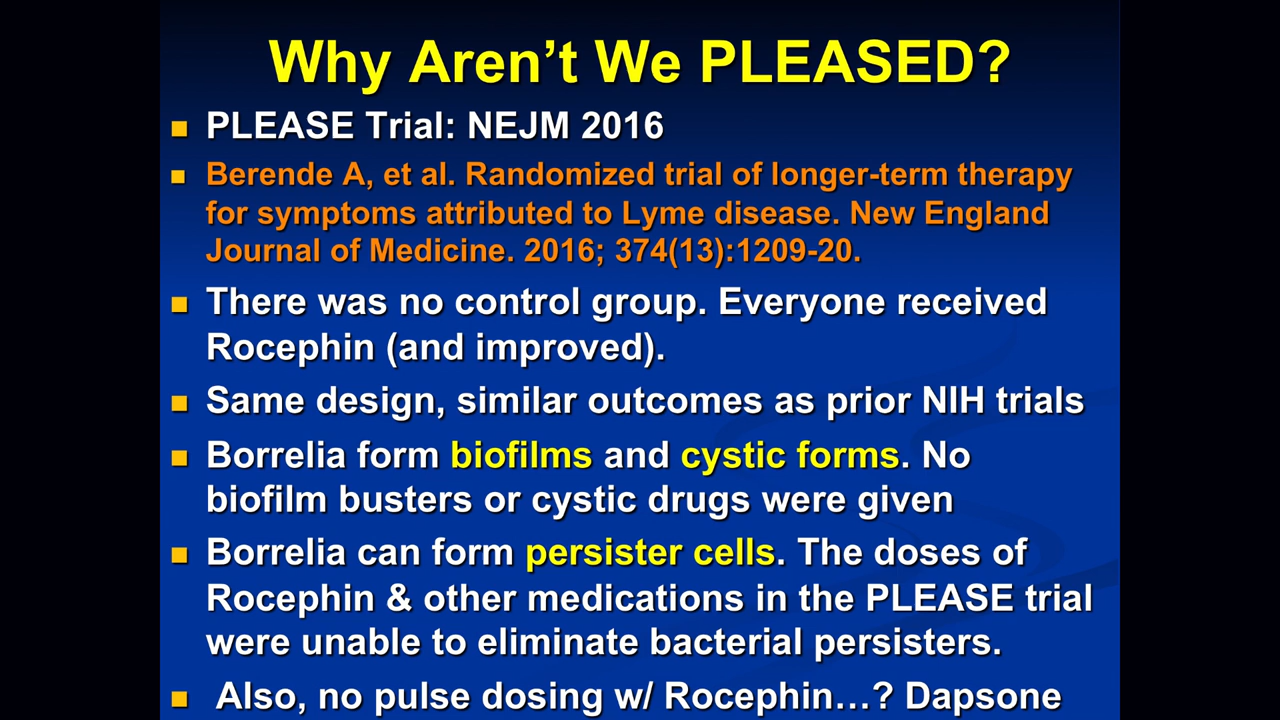 Why Aren’t We PLEASED?
PLEASE Trial: NEJM 2016
Berende A, et al. Randomized trial of longer-term therapy
for symptoms attributed to Lyme disease. New England
Journal of Medicine. 2016; 374(13):1209-20.
There was no control group. Everyone received
Rocephin (and improved).
Same design, similar outcomes as prior NIH trials
Borrelia form biofilms and cystic forms. No
biofilm busters or cystic drugs were given
Borrelia can form persister cells. The doses of
Rocephin & other medications in the PLEASE trial
were unable to eliminate bacterial persisters.
Also, no pulse dosing w/ Rocephin…? Dapsone